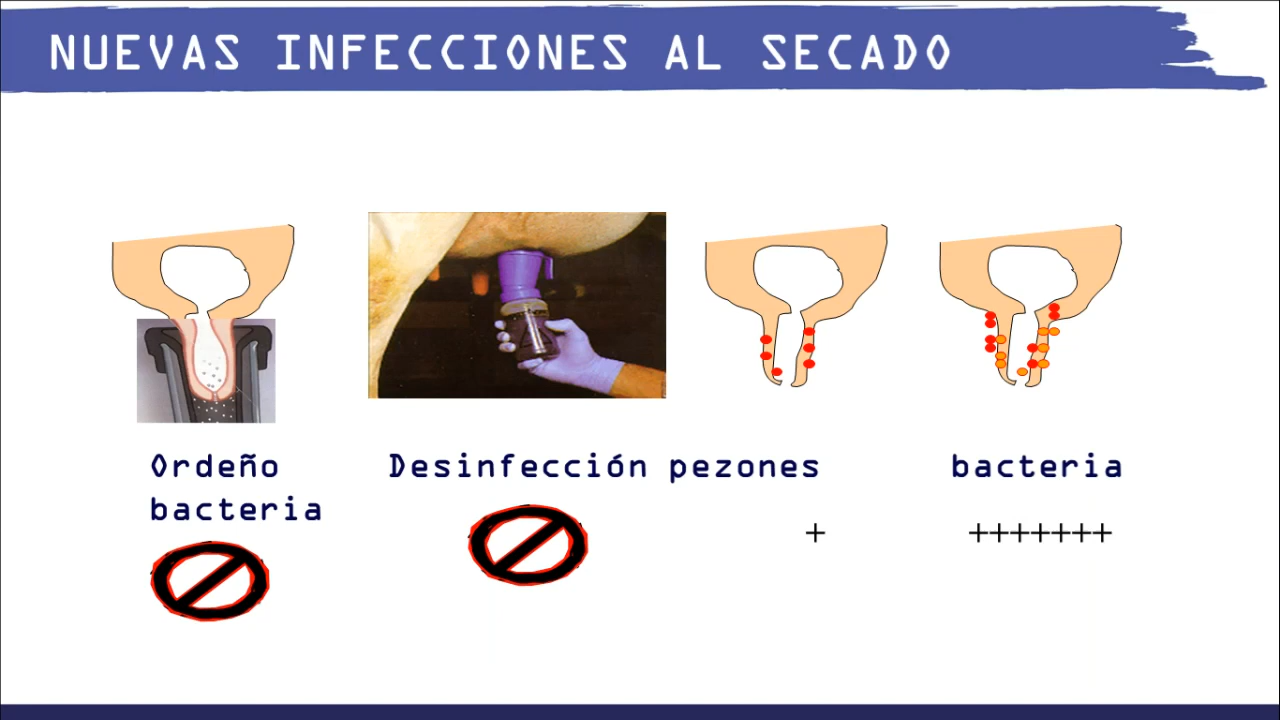 NUEVAS INFECCIONES AL SECADO
Ordeño
bacteria
Desinfección pezones
bacteria
+
+++++++